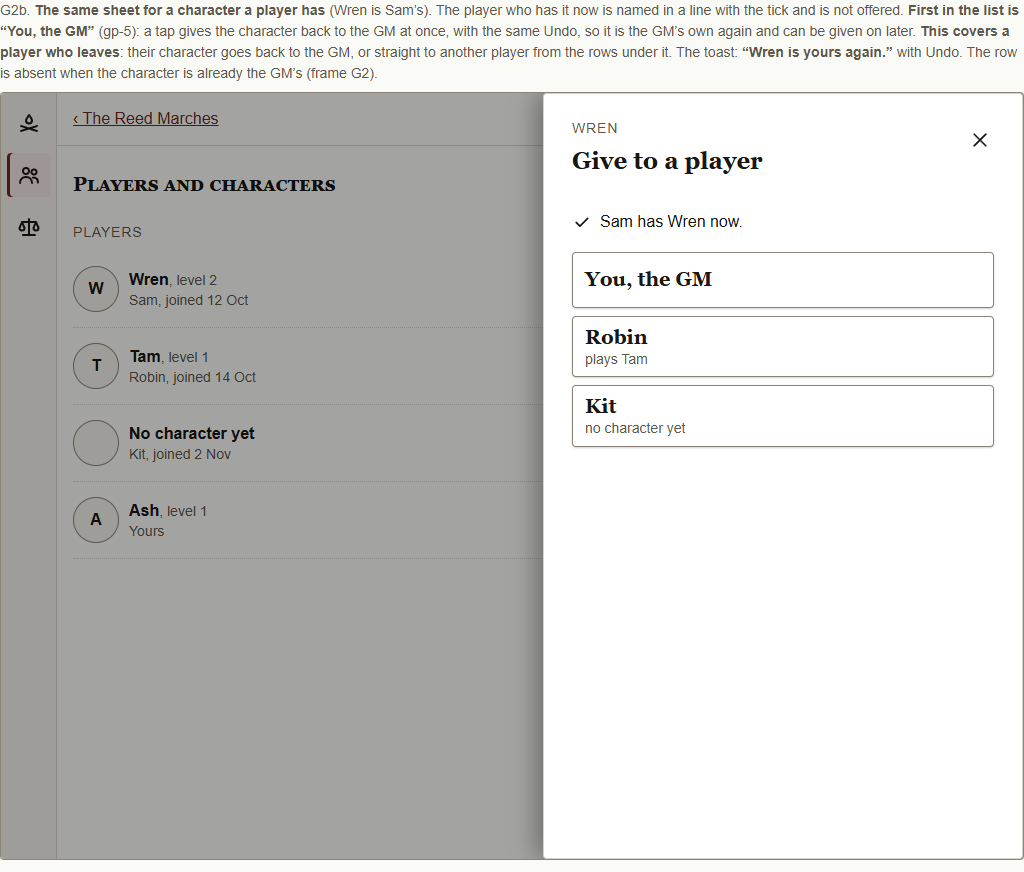 G2b. The same sheet for a character a player has (Wren is Sam’s). The player who has it now is named in a line with the tick and is not offered. First in the list is
“You, the GM” (gp-5): a tap gives the character back to the GM at once, with the same Undo, so it is the GM’s own again and can be given on later. This covers a
player who leaves: their character goes back to the GM, or straight to another player from the rows under it. The toast: “Wren is yours again.” with Undo. The row
is absent when the character is already the GM’s (frame G2).
‹ The Reed Marches
Players and characters
PLAYERS
W
Wren, level 2
Sam, joined 12 Oct
T
Tam, level 1
Robin, joined 14 Oct
No character yet
Kit, joined 2 Nov
A
Ash, level 1
Yours
WREN
Give to a player
Sam has Wren now.
You, the GM
Robin
plays Tam
Kit
no character yet